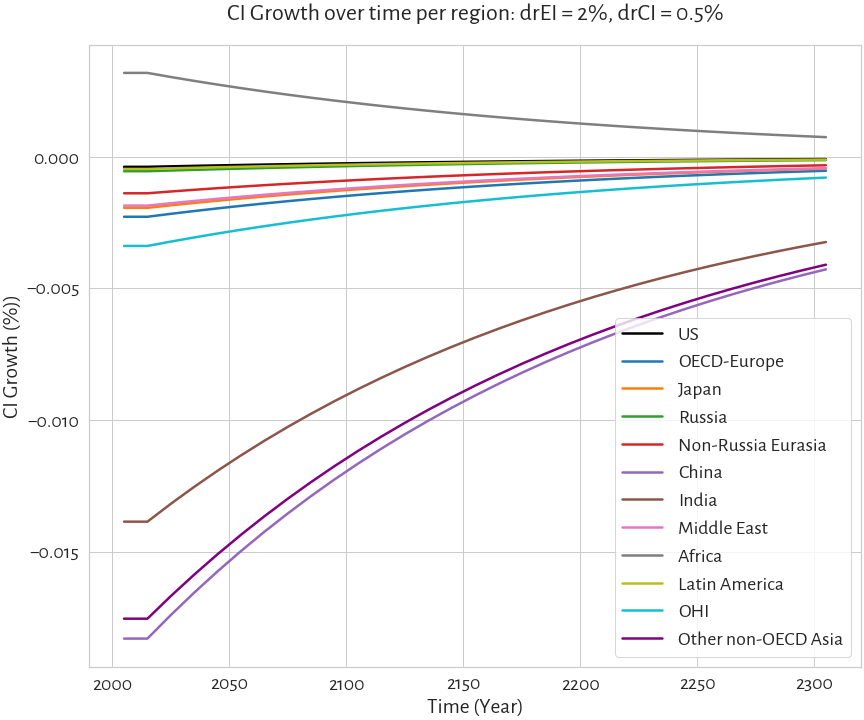 CI Growth over time per region: drEI = 2%, drCI = 0.5%
CI Growth (%))
0.000
−0.005
−0.010
−0.015
US
OECD-Europe
Japan
Russia
Non-Russia Eurasia
China
India
Middle East
Africa
Latin America
OHI
Other non-OECD Asia
2000 2050 2100 2150 2200 2250 2300
Time (Year)